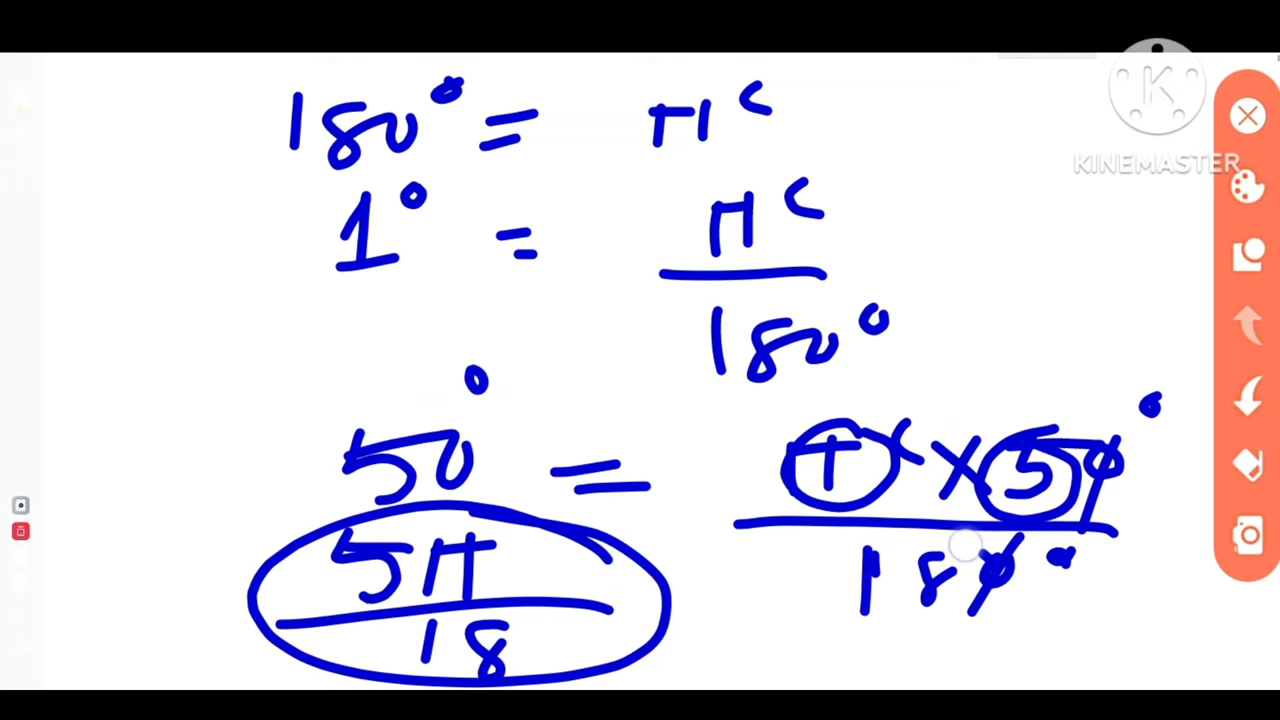 180° = π^c
KINEMASTER
1° = π^c / 180°
50° = π^c × 50° / 180°
5π / 18